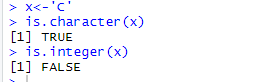 > x<-'C'
> is.character(x)
[1] TRUE
> is.integer(x)
[1] FALSE
>